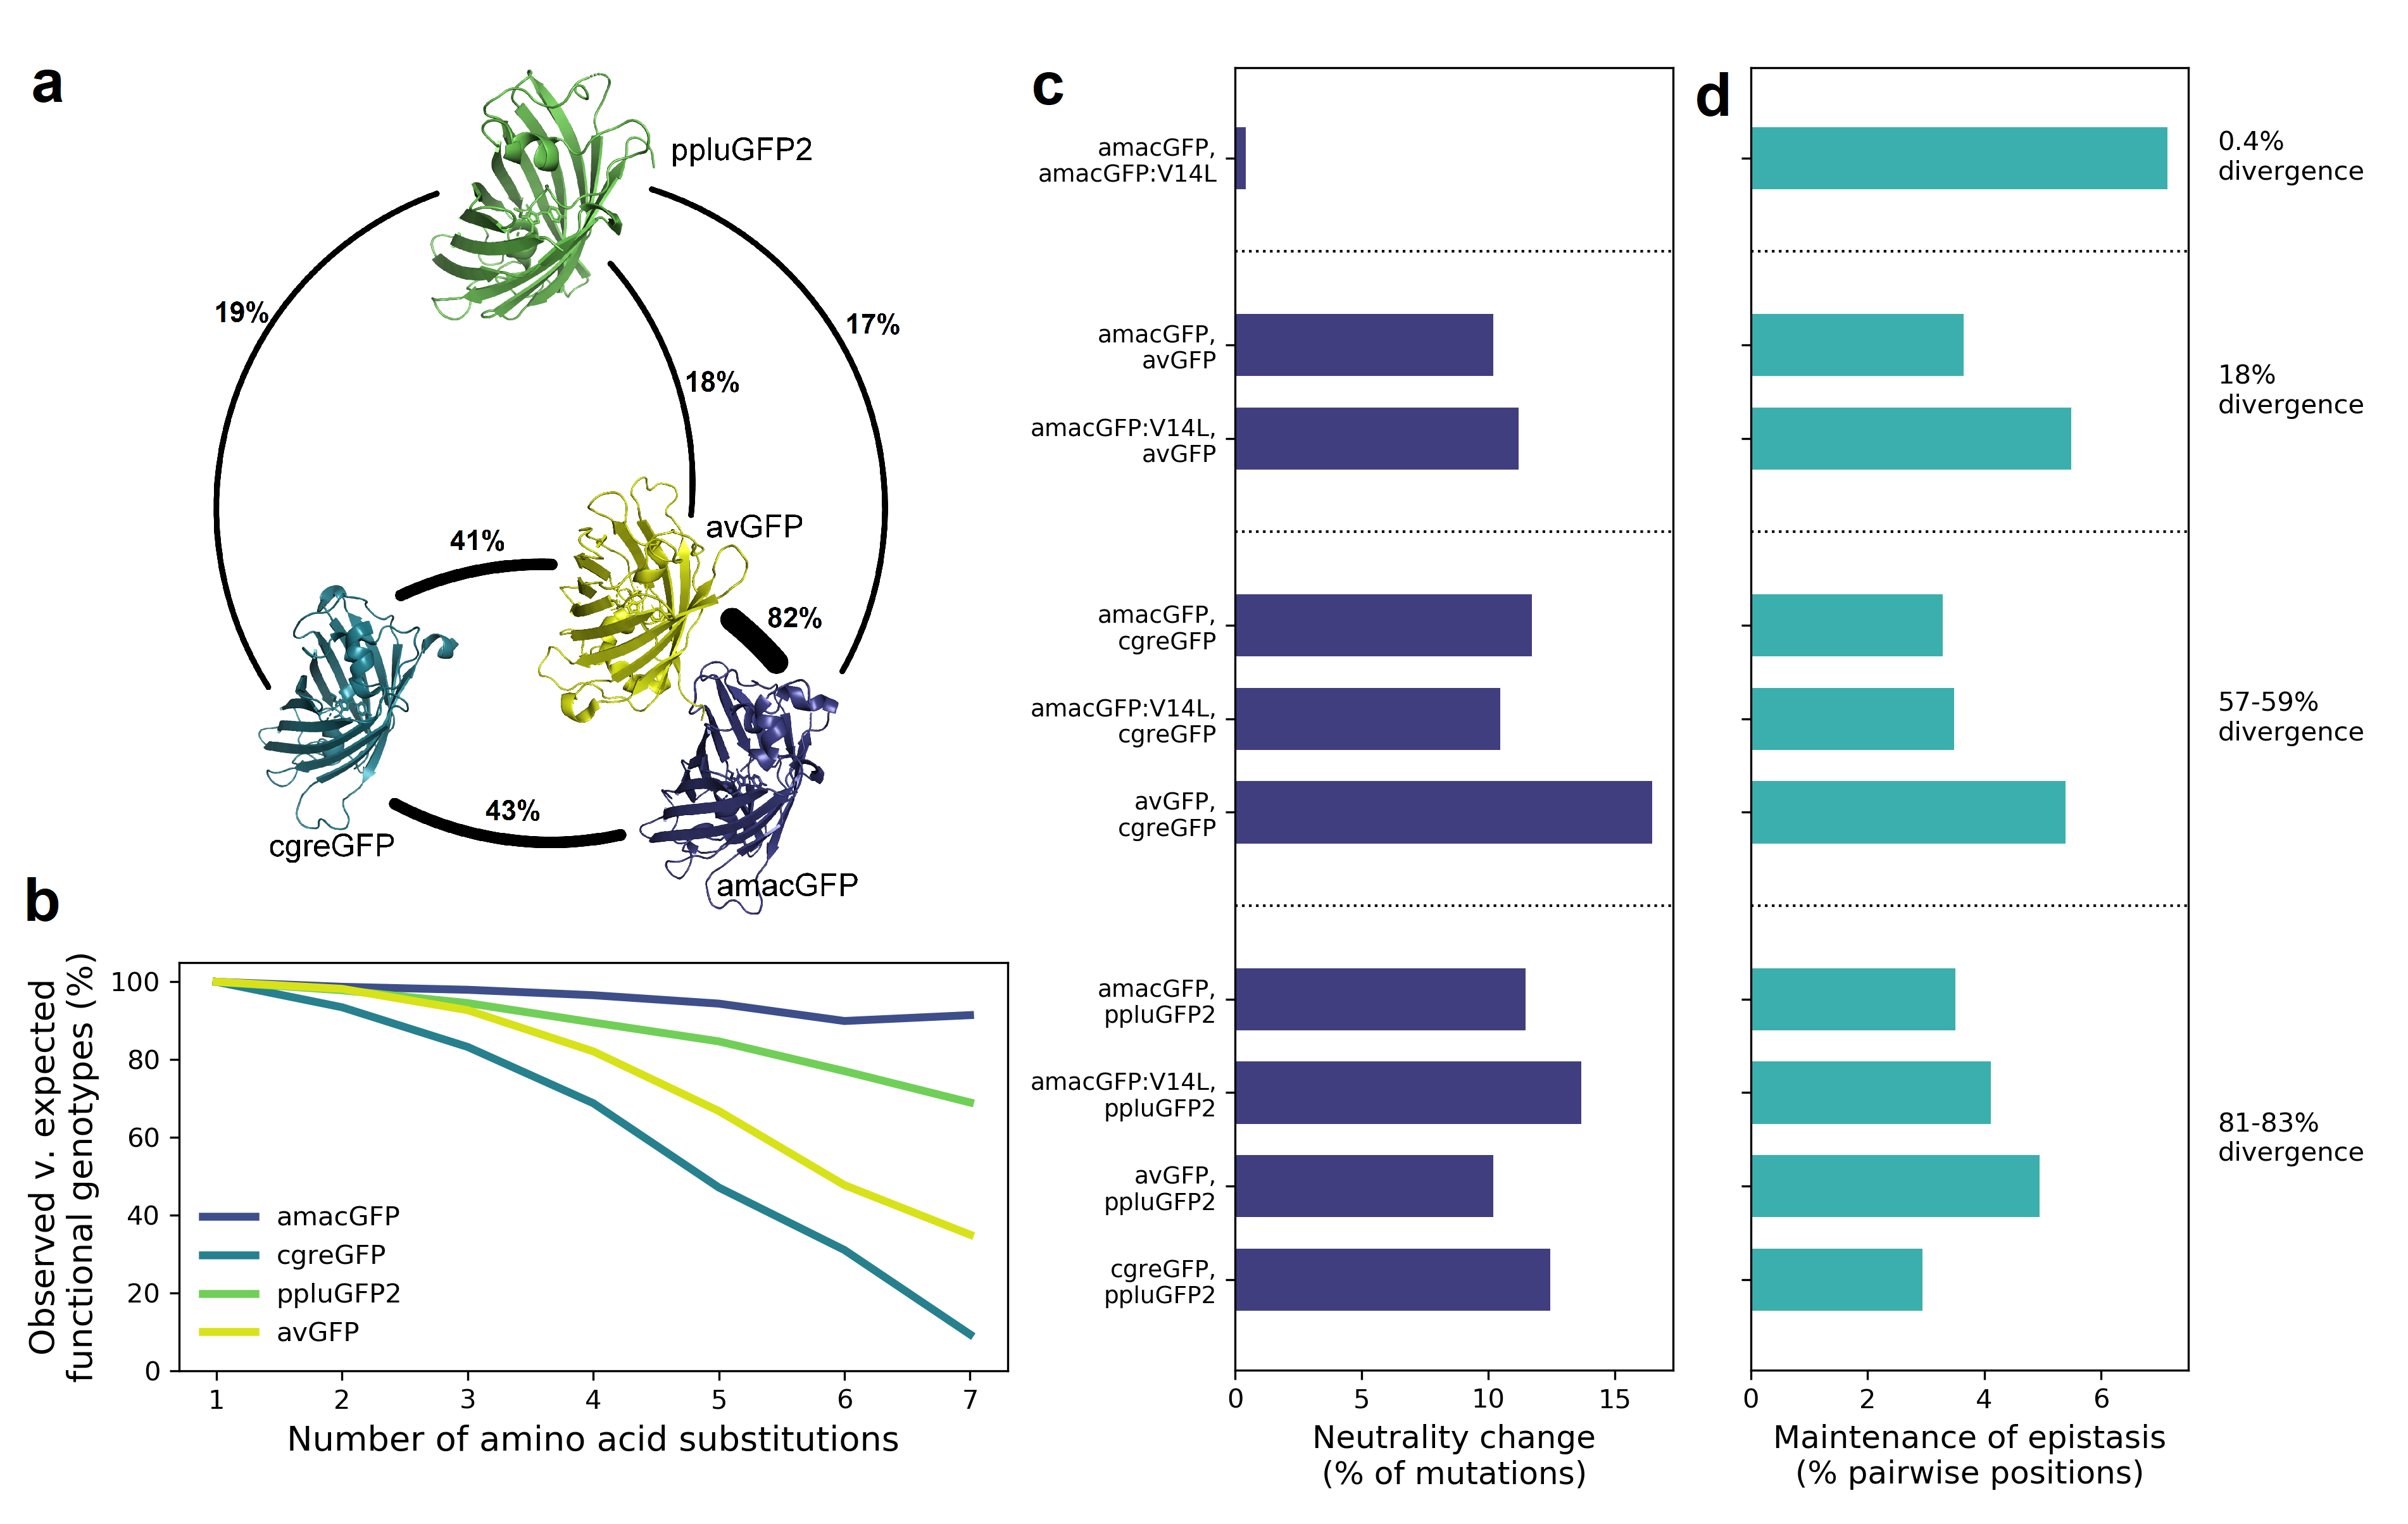 a
ppluGFP2
19%
17%
18%
avGFP
41%
82%
43%
cgreGFP
amacGFP
b
Observed v. expected
functional genotypes (%)
100
80
60
40
20
0
amacGFP
cgreGFP
ppluGFP2
avGFP
1 2 3 4 5 6 7
Number of amino acid substitutions
c
amacGFP,
amacGFP:V14L
amacGFP,
avGFP
amacGFP:V14L,
avGFP
amacGFP,
cgreGFP
amacGFP:V14L,
cgreGFP
avGFP,
cgreGFP
amacGFP,
ppluGFP2
amacGFP:V14L,
ppluGFP2
avGFP,
ppluGFP2
cgreGFP,
ppluGFP2
0 5 10 15
Neutrality change
(% of mutations)
d
0.4%
divergence
18%
divergence
57-59%
divergence
81-83%
divergence
0 2 4 6
Maintenance of epistasis
(% pairwise positions)